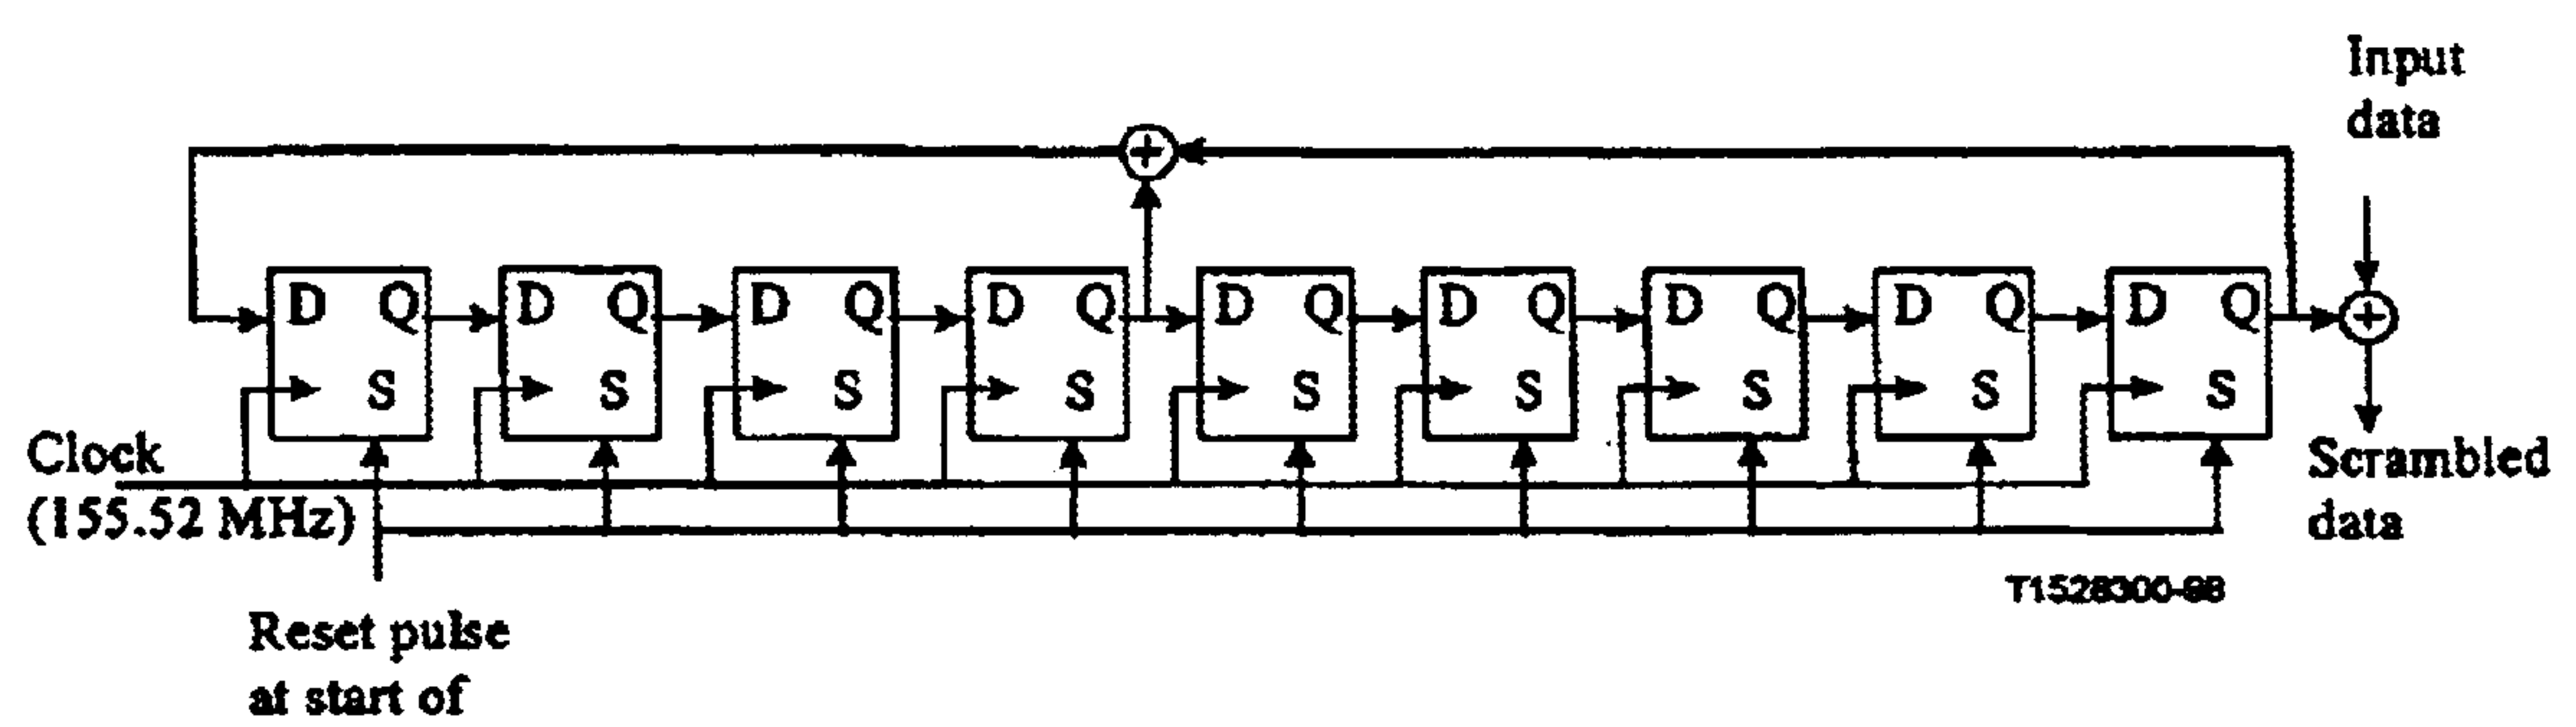 Input
data
D Q D Q D Q D Q D Q D Q D Q D Q D Q
S S S S S S S S S
Clock
(155.52 MHz)
Scrambled
data
T1528300-98
Reset pulse
at start of